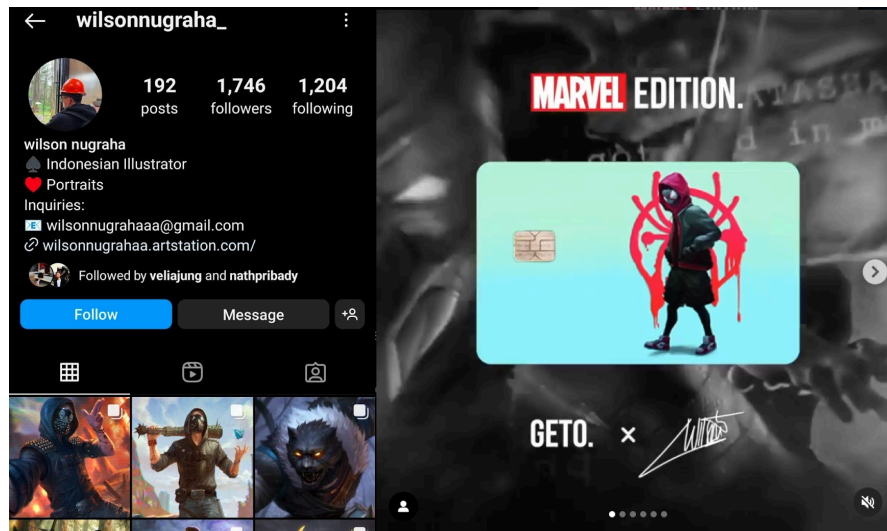 wilsonnugraha_
192 1,746 1,204
posts followers following
wilson nugraha
♠️ Indonesian Illustrator
❤️ Portraits
Inquiries:
📧 wilsonnugrahaaa@gmail.com
wilsonnugrahaa.artstation.com/
Followed by veliajung and nathpribady
Follow Message
MARVEL EDITION.
GETO. x